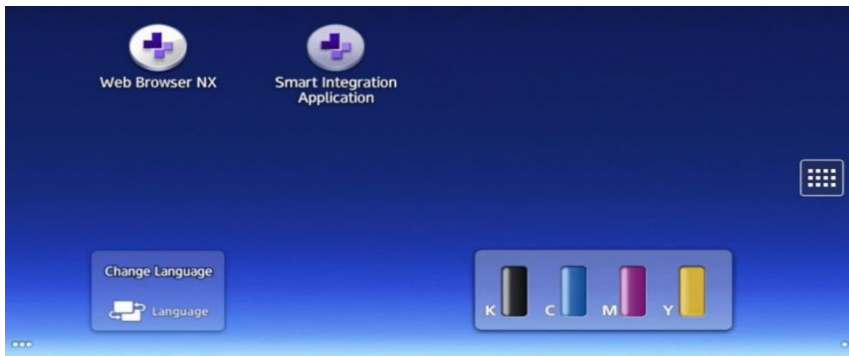 Web Browser NX
Smart Integration
Application
Change Language
Language
K C M Y